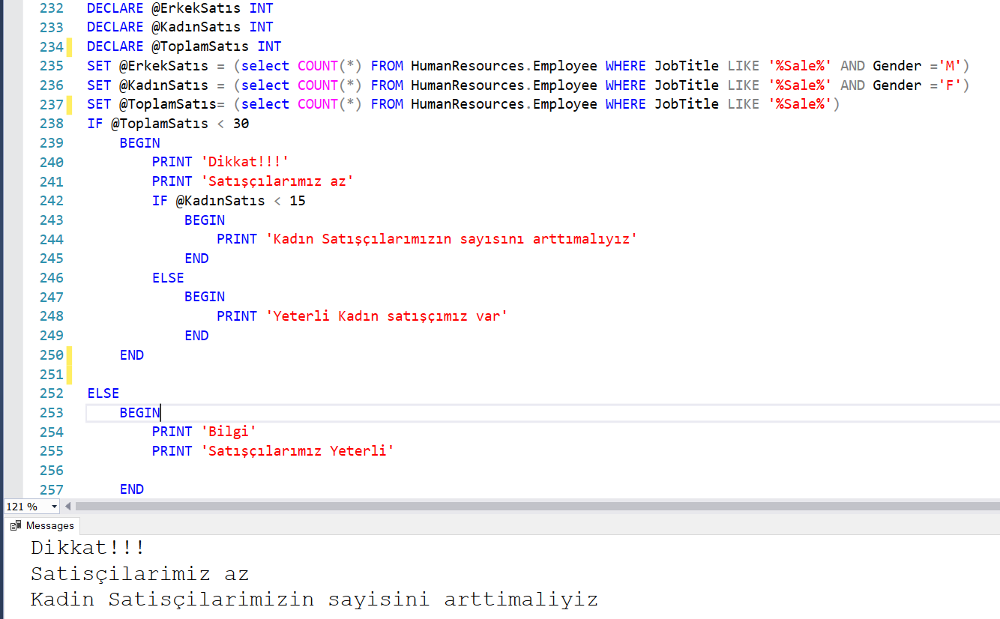 232 DECLARE @ErkekSatıs INT
233 DECLARE @KadınSatıs INT
234 DECLARE @ToplamSatıs INT
235 SET @ErkekSatıs = (select COUNT(*) FROM HumanResources.Employee WHERE JobTitle LIKE '%Sale%' AND Gender ='M')
236 SET @KadınSatıs = (select COUNT(*) FROM HumanResources.Employee WHERE JobTitle LIKE '%Sale%' AND Gender ='F')
237 SET @ToplamSatıs= (select COUNT(*) FROM HumanResources.Employee WHERE JobTitle LIKE '%Sale%')
238 IF @ToplamSatıs < 30
239 BEGIN
240 PRINT 'Dikkat!!!'
241 PRINT 'Satışçılarımız az'
242 IF @KadınSatıs < 15
243 BEGIN
244 PRINT 'Kadın Satışçılarımızın sayısını arttımalıyız'
245 END
246 ELSE
247 BEGIN
248 PRINT 'Yeterli Kadın satışçımız var'
249 END
250 END
251
252 ELSE
253 BEGIN
254 PRINT 'Bilgi'
255 PRINT 'Satışçılarımız Yeterli'
256
257 END
121 %
Messages
Dikkat!!!
Satisçilarimiz az
Kadin Satisçilarimizin sayisini arttimaliyiz